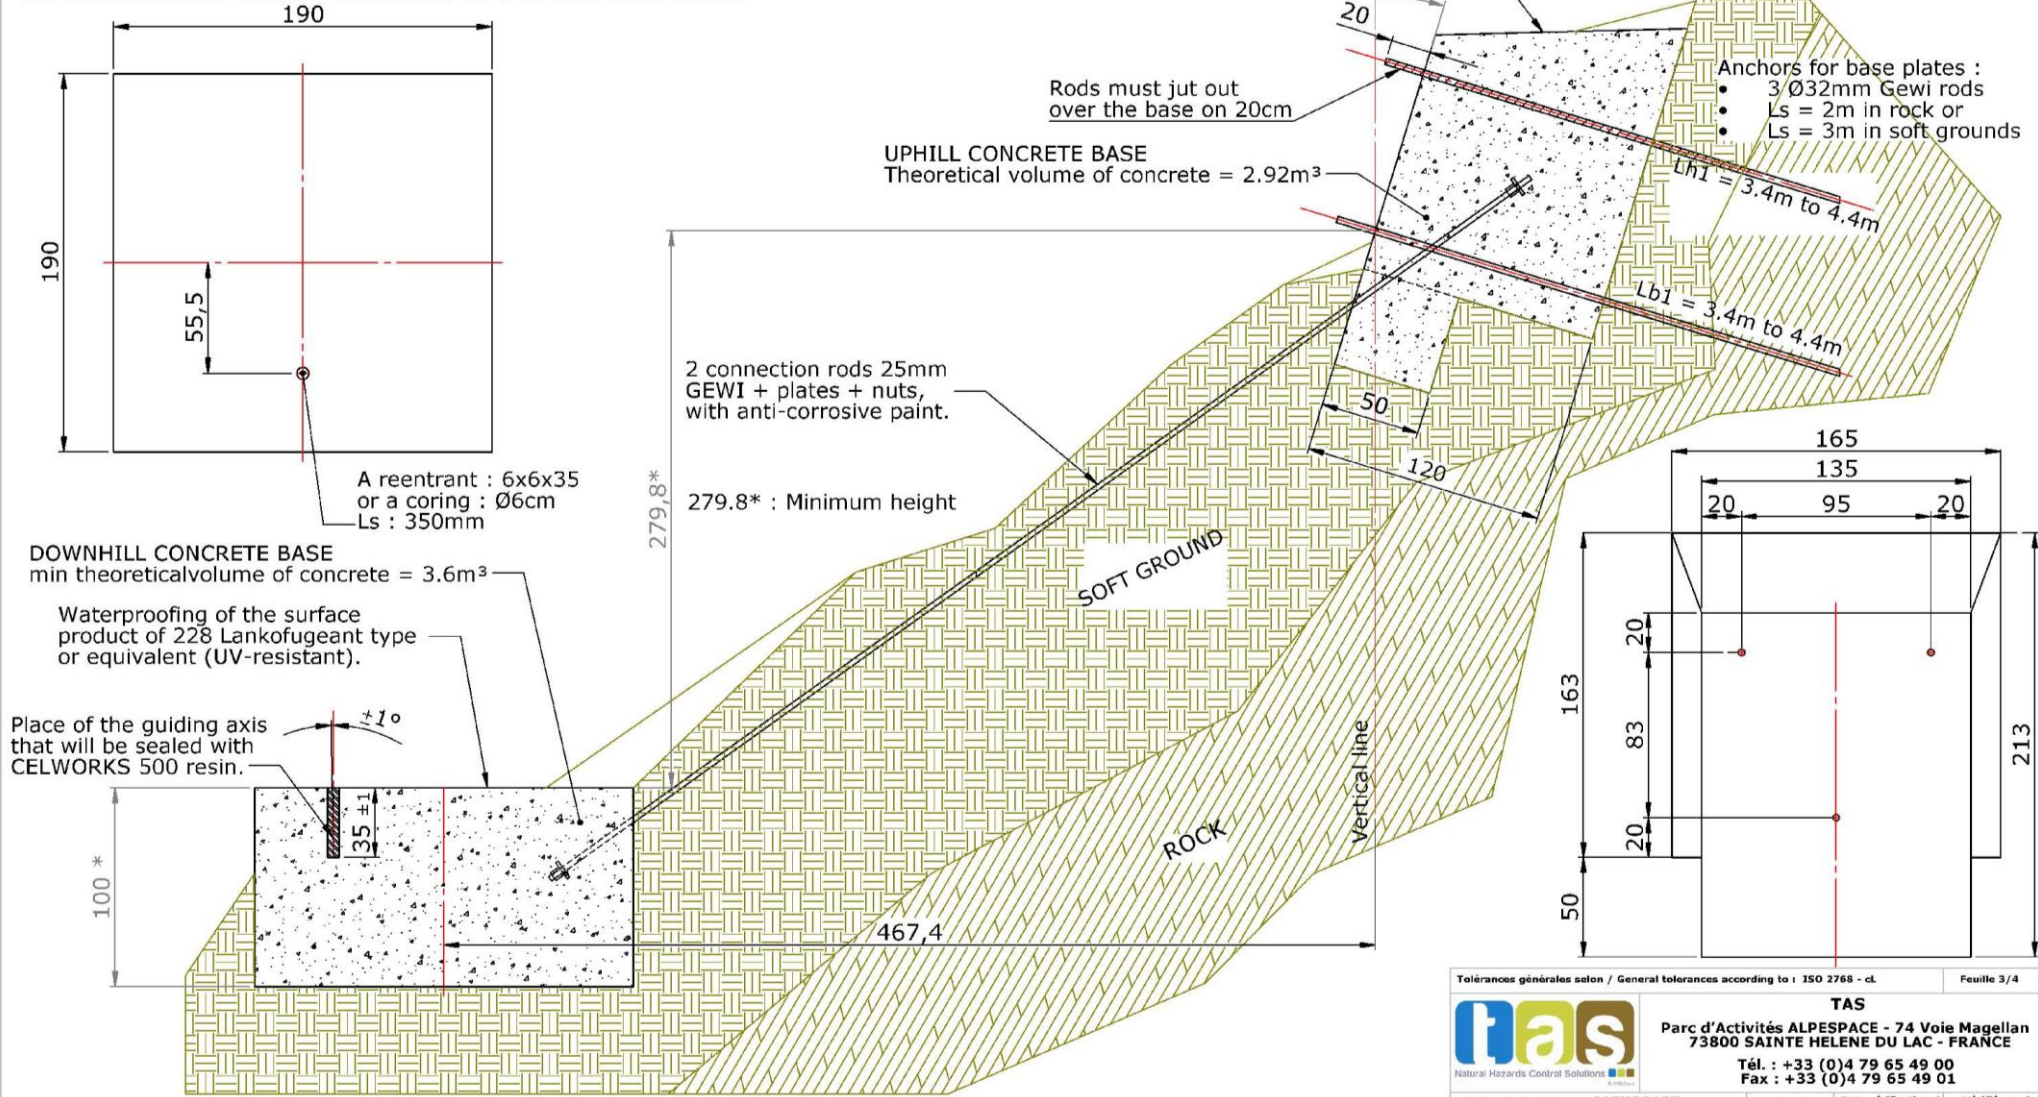 190
190
55,5
A reentrant : 6x6x35
or a coring : Ø6cm
Ls : 350mm
DOWNHILL CONCRETE BASE
min theoreticalvolume of concrete = 3.6m³
Waterproofing of the surface
product of 228 Lankofugeant type
or equivalent (UV-resistant).
Place of the guiding axis
that will be sealed with
CELWORKS 500 resin.
±1°
35 ±1
100 *
467,4
20
Rods must jut out
over the base on 20cm
UPHILL CONCRETE BASE
Theoretical volume of concrete = 2.92m³
Anchors for base plates :
• 3 Ø32mm Gewi rods
• Ls = 2m in rock or
• Ls = 3m in soft grounds
Lh1 = 3.4m to 4.4m
Lb1 = 3.4m to 4.4m
2 connection rods 25mm
GEWI + plates + nuts,
with anti-corrosive paint.
279,8*
279.8* : Minimum height
50
120
SOFT GROUND
ROCK
Vertical line
165
135
20 95 20
20
163
83
213
20
50
Tolérances générales selon / General tolerances according to : ISO 2768 - cL
Feuille 3/4
tas
Natural Hazards Control Solutions
TAS
Parc d'Activités ALPESPACE - 74 Voie Magellan
73800 SAINTE HELENE DU LAC - FRANCE
Tél. : +33 (0)4 79 65 49 00
Fax : +33 (0)4 79 65 49 01